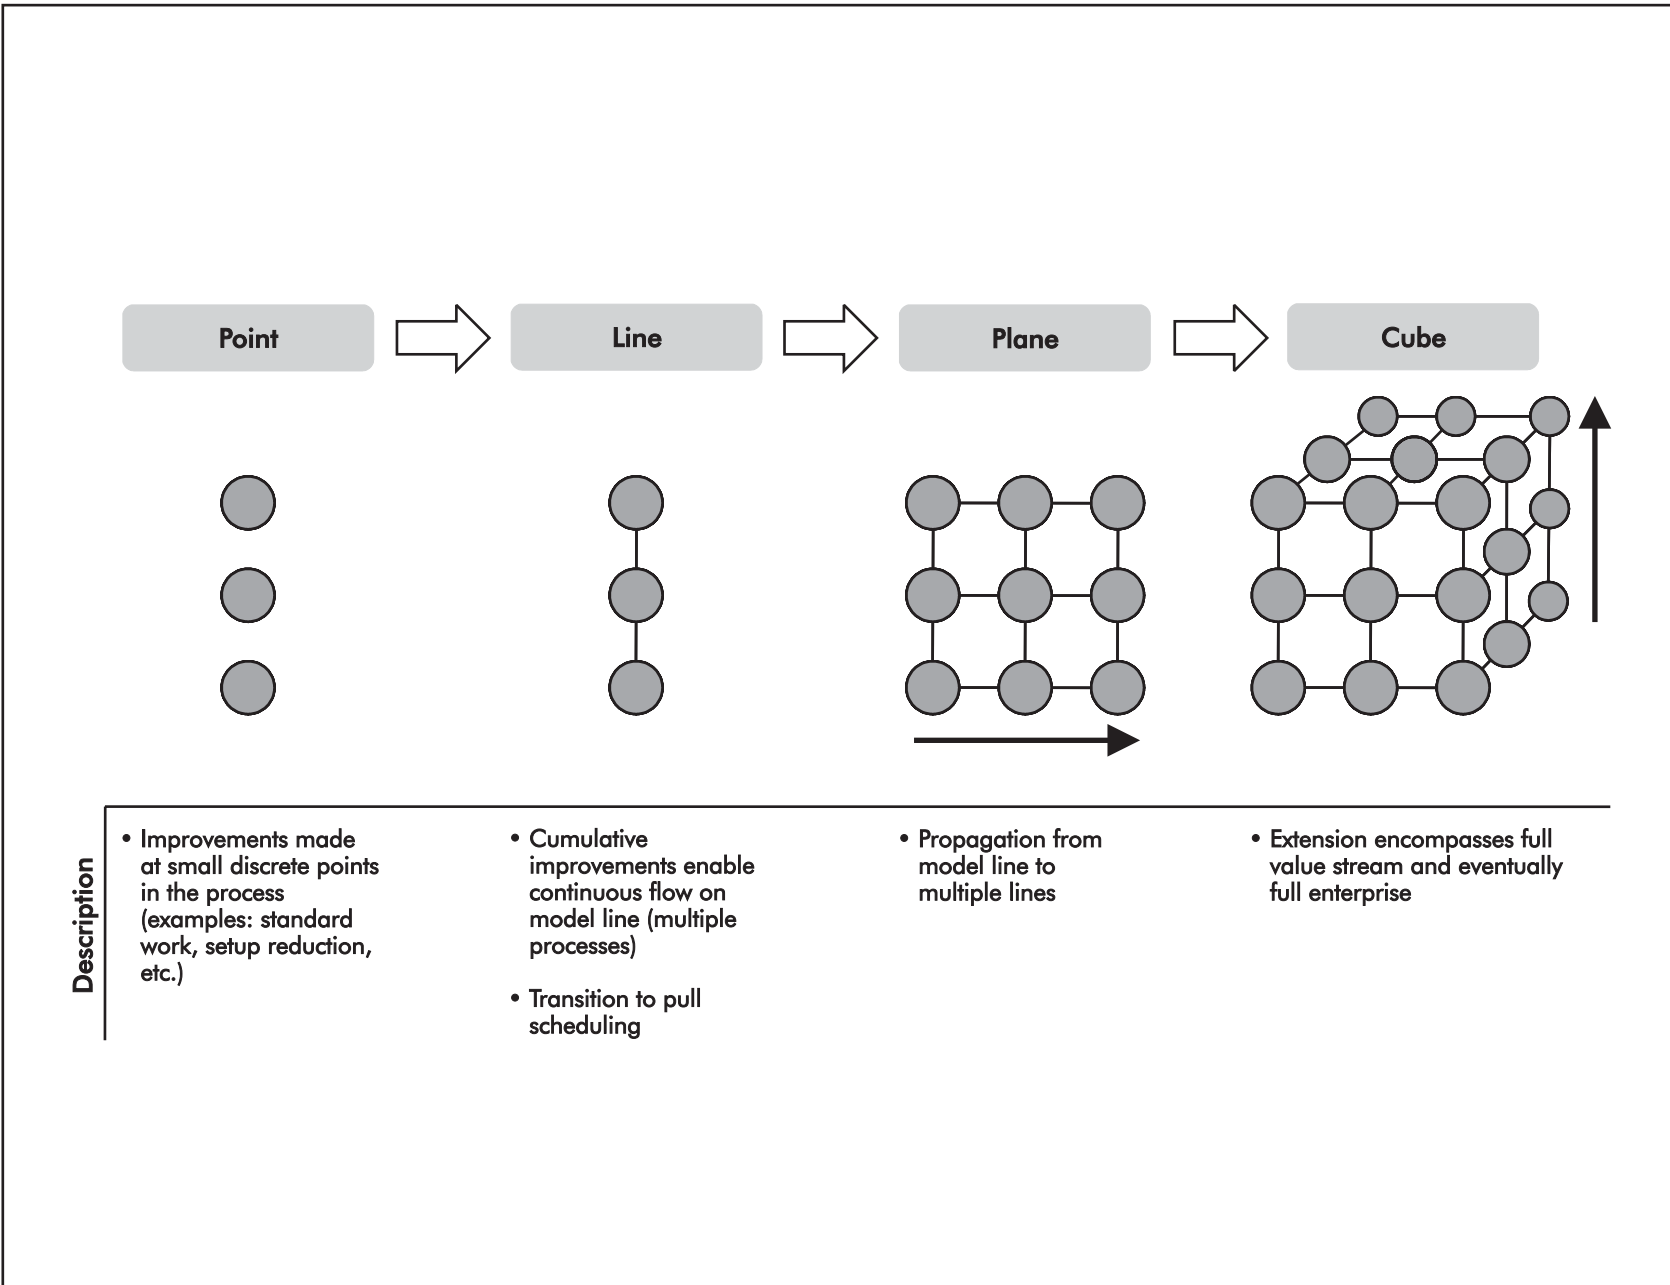 Point
Line
Plane
Cube
Description
• Improvements made
at small discrete points
in the process
(examples: standard
work, setup reduction,
etc.)
• Cumulative
improvements enable
continuous flow on
model line (multiple
processes)
• Transition to pull
scheduling
• Propagation from
model line to
multiple lines
• Extension encompasses full
value stream and eventually
full enterprise